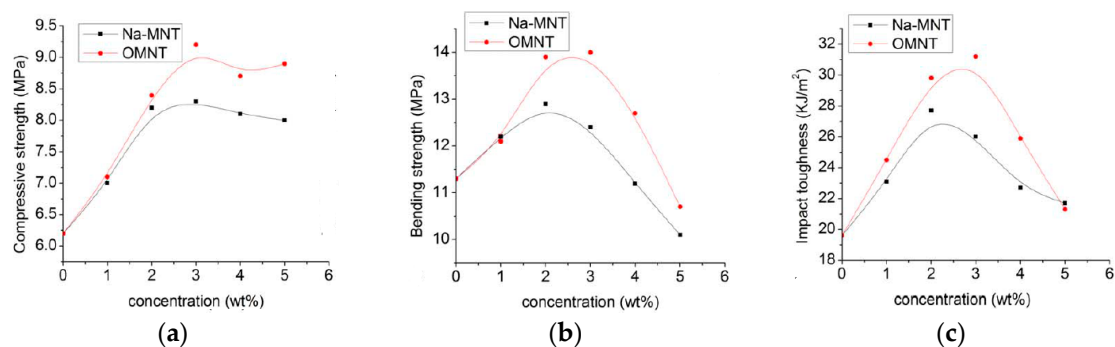 Na-MNT
OMNT
Compressive strength (MPa)
9.5
9.0
8.5
8.0
7.5
7.0
6.5
6.0
0 1 2 3 4 5 6
concentration (wt%)
(a)
Na-MNT
OMNT
Bending strength (MPa)
14
13
12
11
10
0 1 2 3 4 5 6
concentration (wt%)
(b)
Na-MNT
OMNT
Impact toughness (KJ/m²)
32
30
28
26
24
22
20
18
0 1 2 3 4 5 6
concentration (wt%)
(c)